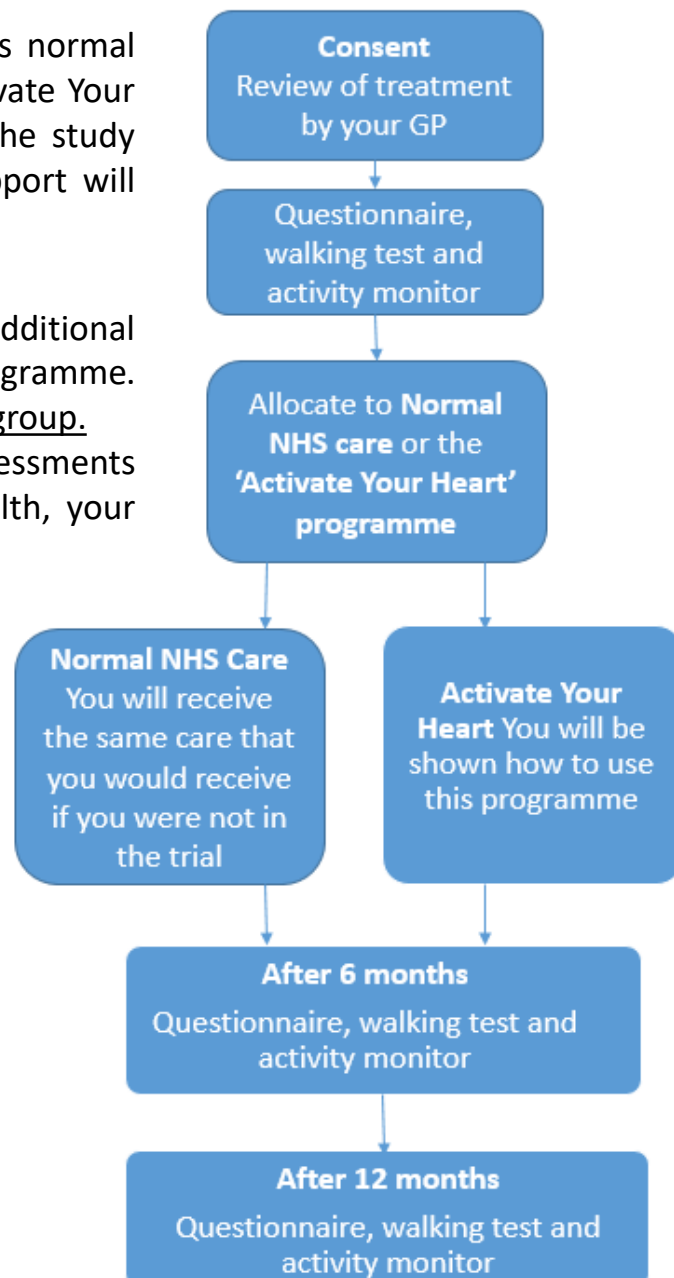 s normal
vate Your
he study
pport will
dditional
gramme.
group.
essments
lth, your
Consent
Review of treatment
by your GP
Questionnaire,
walking test and
activity monitor
Allocate to Normal
NHS care or the
‘Activate Your Heart’
programme
Normal NHS Care
You will receive
the same care that
you would receive
if you were not in
the trial
Activate Your
Heart You will be
shown how to use
this programme
After 6 months
Questionnaire, walking test and
activity monitor
After 12 months
Questionnaire, walking test and
activity monitor